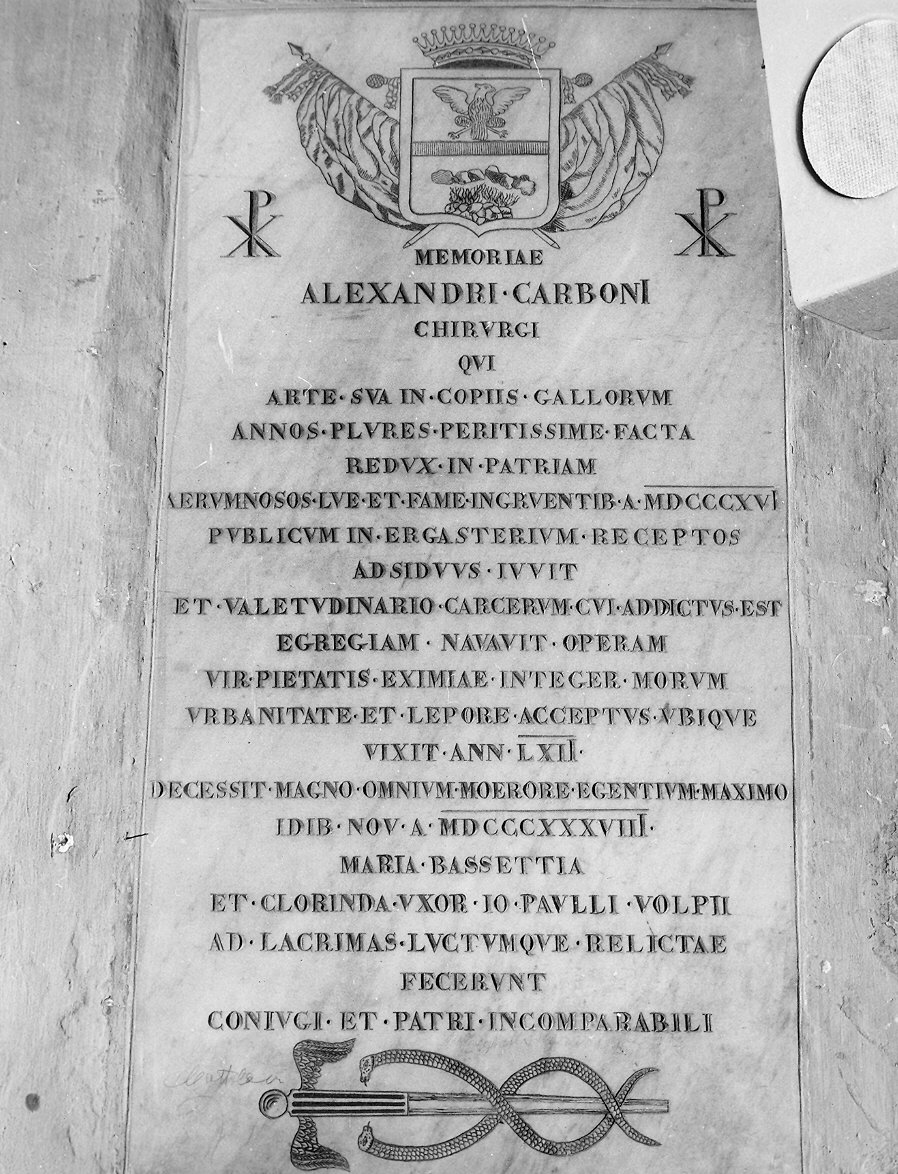 MEMORIAE
ALEXANDRI·CARBONI
CHIRVRGI
QVI
ARTE·SVA IN·COPIIS·GALLORVM
ANNOS·PLVRES·PERITISSIME·FACTA
REDVX·IN·PATRIAM
AERVMNOSOS·LVE·ET·FAME·INGRVENTIB·A·MDCCCXVI
PVBLICVM IN·ERGASTERIVM·RECEPTOS
ADSIDVVS·IVVIT
ET·VALETVDINARIO·CARCERVM·CVI·ADDICTVS·EST
EGREGIAM·NAVAVIT·OPERAM
VIR·PIETATIS·EXIMIAE·INTEGER·MORVM
VRBANITATE·ET·LEPORE·ACCEPTVS·VBIQVE
VIXIT·ANN·LXII·
DECESSIT·MAGNO·OMNIVM·MOERORE·EGENTIVM·MAXIMO
IDIB·NOV·A·MDCCCXXXVIII·
MARIA·BASSETTIA
ET·CLORINDA·VXOR·IO·PAVLLI·VOLPII
AD·LACRIMAS·LVCTVMQVE·RELICTAE
FECERVNT
CONIVGI·ET·PATRI·INCOMPARABILI